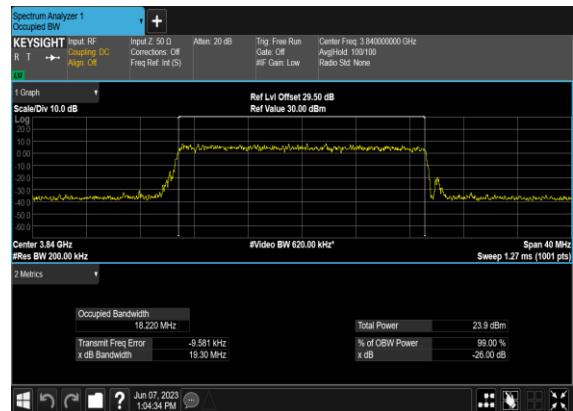 Spectrum Analyzer 1
Occupied BW
KEYSIGHT
R T
Input: RF
Coupling: DC
Align: Off
Input Z: 50 Ω
Corrections: Off
Freq Ref: Int (S)
Atten: 20 dB
Trig: Free Run
Gate: Off
#IF Gain: Low
Center Freq: 3.840000000 GHz
Avg|Hold: 100/100
Radio Std: None
1 Graph
Scale/Div 10.0 dB
Ref Lvl Offset 29.50 dB
Ref Value 30.00 dBm
Log
20.0
10.0
0.00
-10.0
-20.0
-30.0
-40.0
-50.0
-60.0
Center 3.84 GHz
#Res BW 200.00 kHz
#Video BW 620.00 kHz*
Span 40 MHz
Sweep 1.27 ms (1001 pts)
2 Metrics
Occupied Bandwidth
18.220 MHz
Total Power 23.9 dBm
Transmit Freq Error -9.581 kHz
% of OBW Power 99.00 %
x dB Bandwidth 19.30 MHz
x dB -26.00 dB
?
Jun 07, 2023
1:04:34 PM